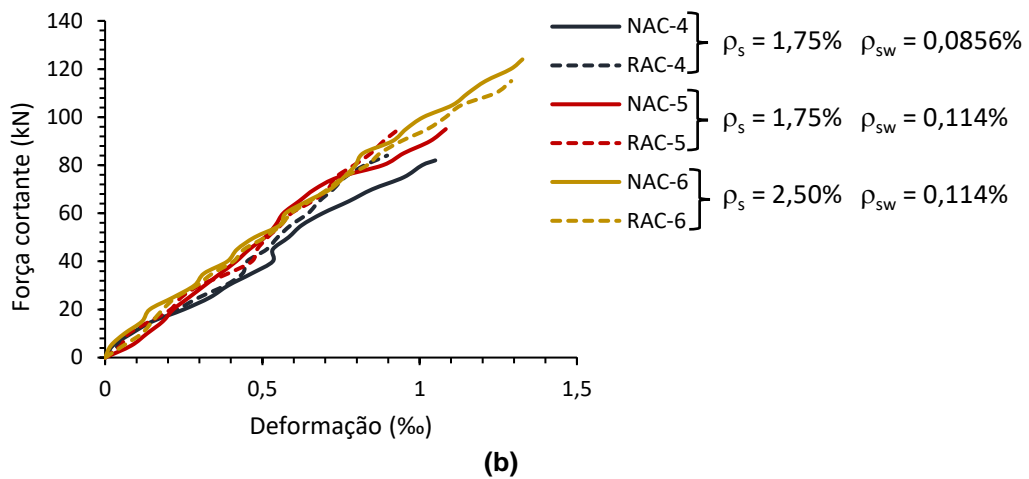 140
120
100
80
60
40
20
0
Força cortante (kN)
0 0,5 1 1,5
Deformação (‰)
NAC-4
RAC-4
ρs = 1,75% ρsw = 0,0856%
NAC-5
RAC-5
ρs = 1,75% ρsw = 0,114%
NAC-6
RAC-6
ρs = 2,50% ρsw = 0,114%
(b)